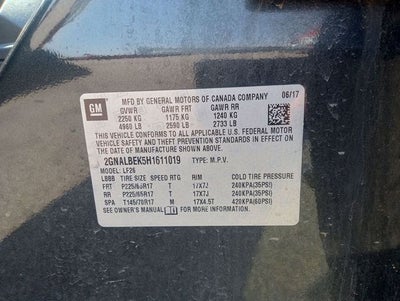 GM
MFD BY GENERAL MOTORS OF CANADA COMPANY 06/17
GVWR GAWR FRT GAWR RR
2250 KG 1175 KG 1240 KG
4960 LB 2590 LB 2733 LB
THIS VEHICLE CONFORMS TO ALL APPLICABLE U.S. FEDERAL MOTOR
VEHICLE SAFETY, BUMPER, AND THEFT PREVENTION STANDARDS
IN EFFECT ON THE DATE OF MANUFACTURE SHOWN ABOVE.
2GNALBEK5H1611019 TYPE: M.P.V.
MODEL: LF26
LBBB TIRE SIZE SPEED RTG RIM COLD TIRE PRESSURE
FRT P225/65R17 T 17X7J 240KPA(35PSI)
RR P225/65R17 T 17X7J 240KPA(35PSI)
SPA T145/70R17 M 17X4.5T 420KPA(60PSI)
SEE OWNER'S MANUAL FOR ADDITIONAL INFORMATION.